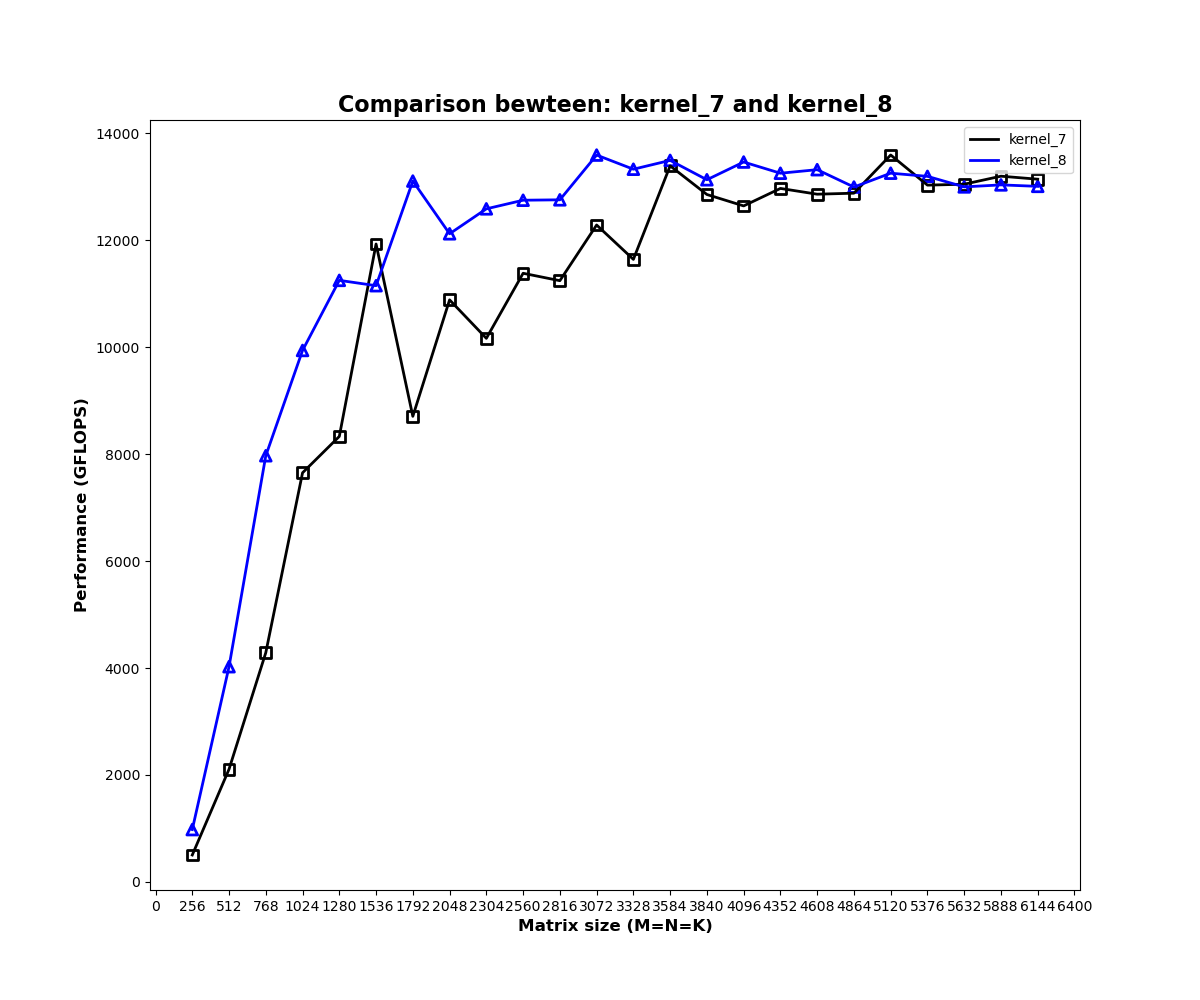 Comparison bewteen: kernel_7 and kernel_8
kernel_7
kernel_8
14000
12000
10000
8000
6000
4000
2000
0
Performance (GFLOPS)
0 256 512 768 1024 1280 1536 1792 2048 2304 2560 2816 3072 3328 3584 3840 4096 4352 4608 4864 5120 5376 5632 5888 6144 6400
Matrix size (M=N=K)